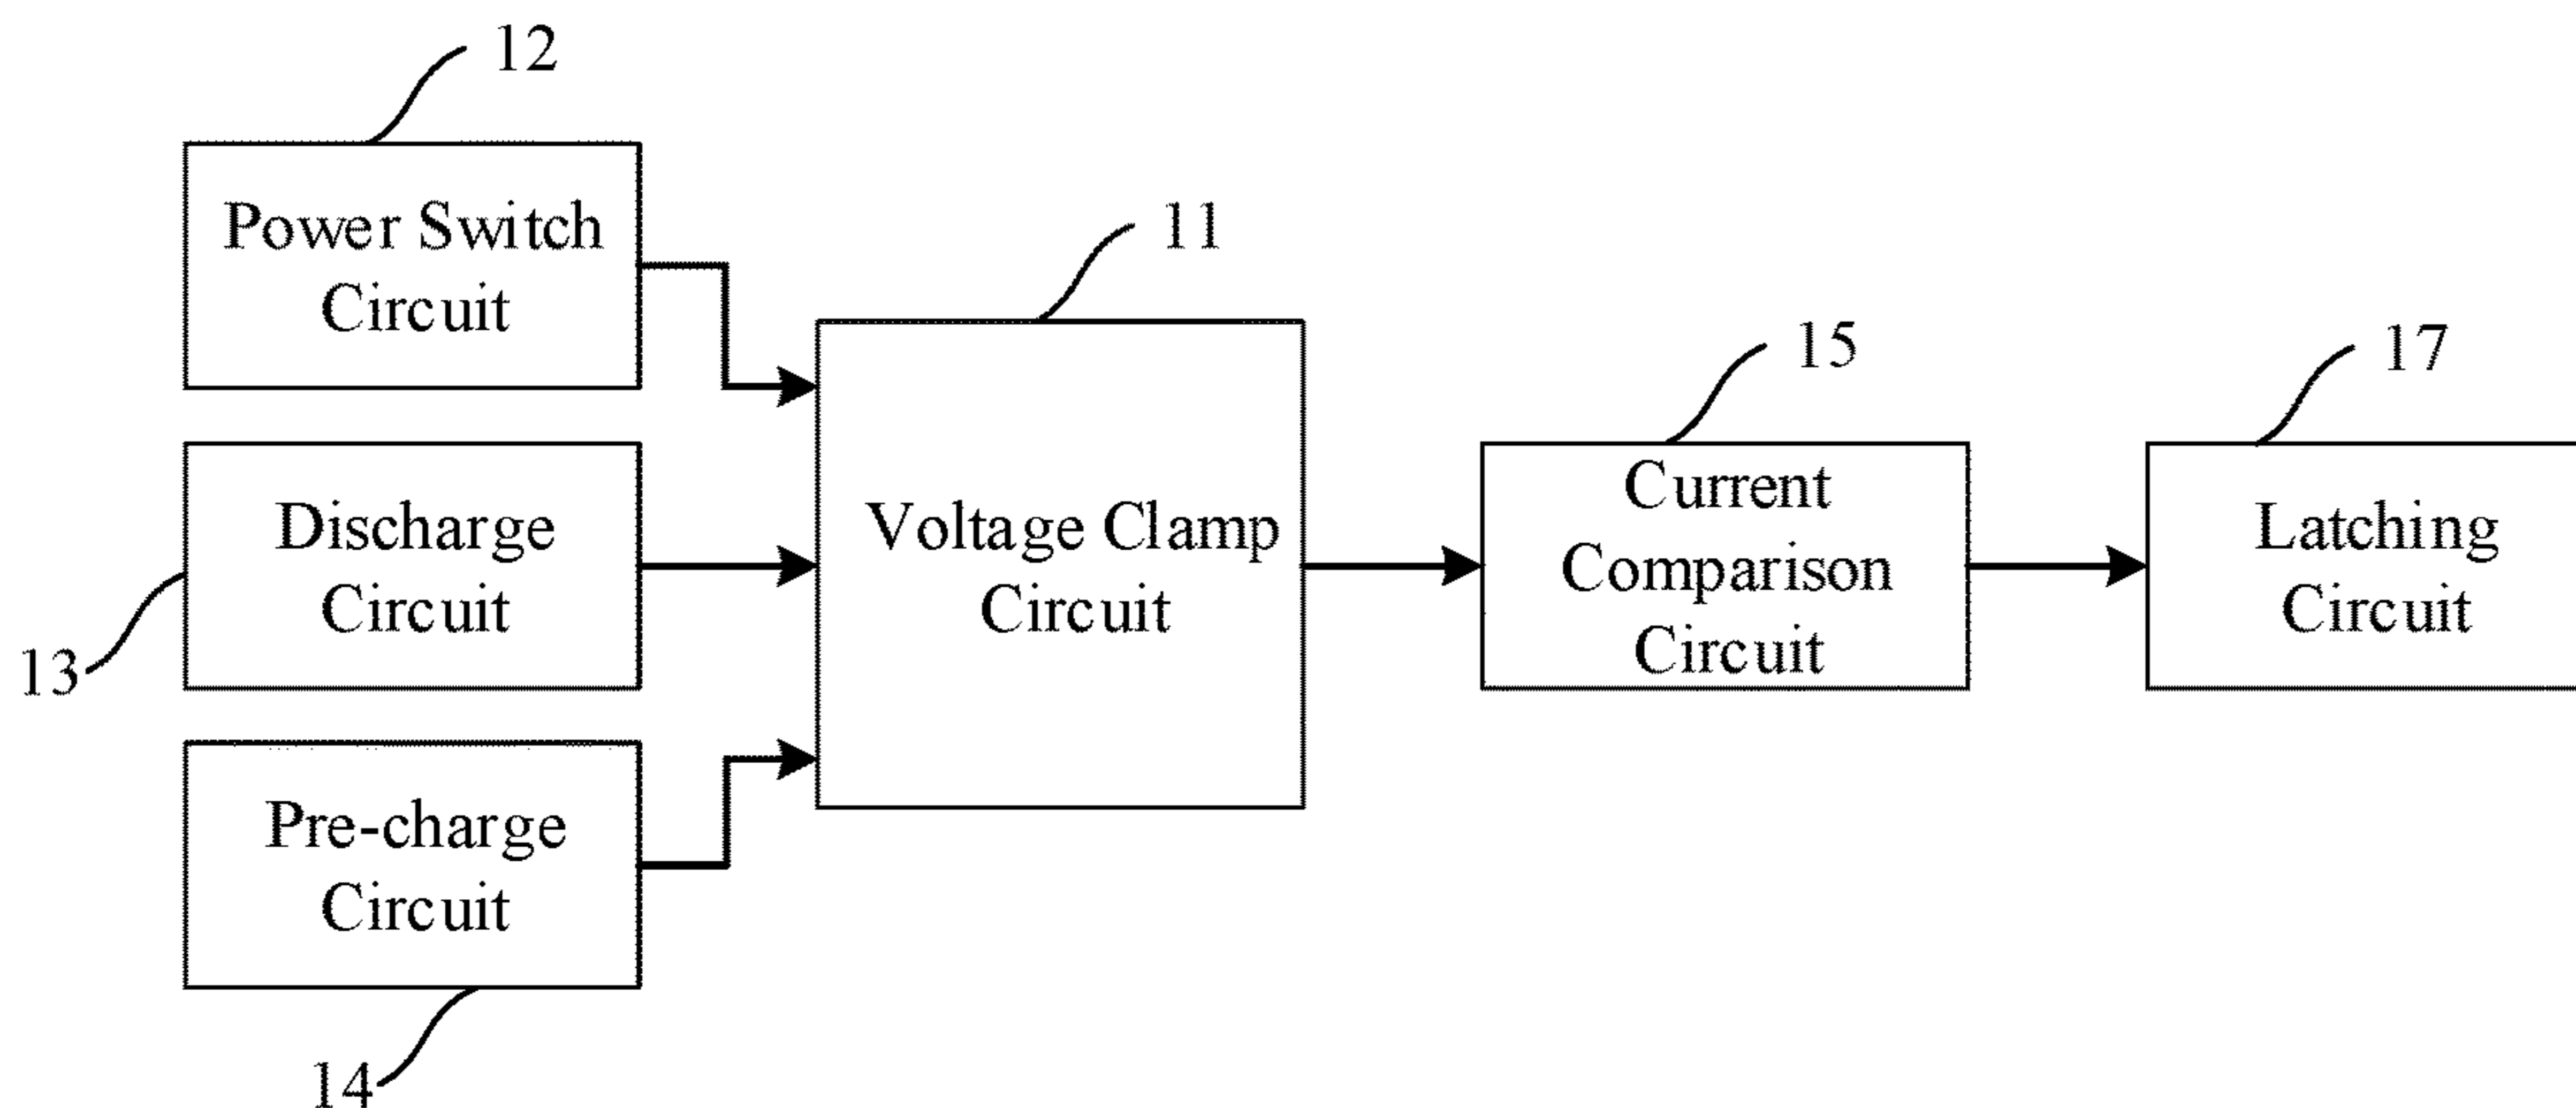 12
Power Switch
Circuit
11
Voltage Clamp
Circuit
15
Current
Comparison
Circuit
17
Latching
Circuit
Discharge
Circuit
13
Pre-charge
Circuit
14